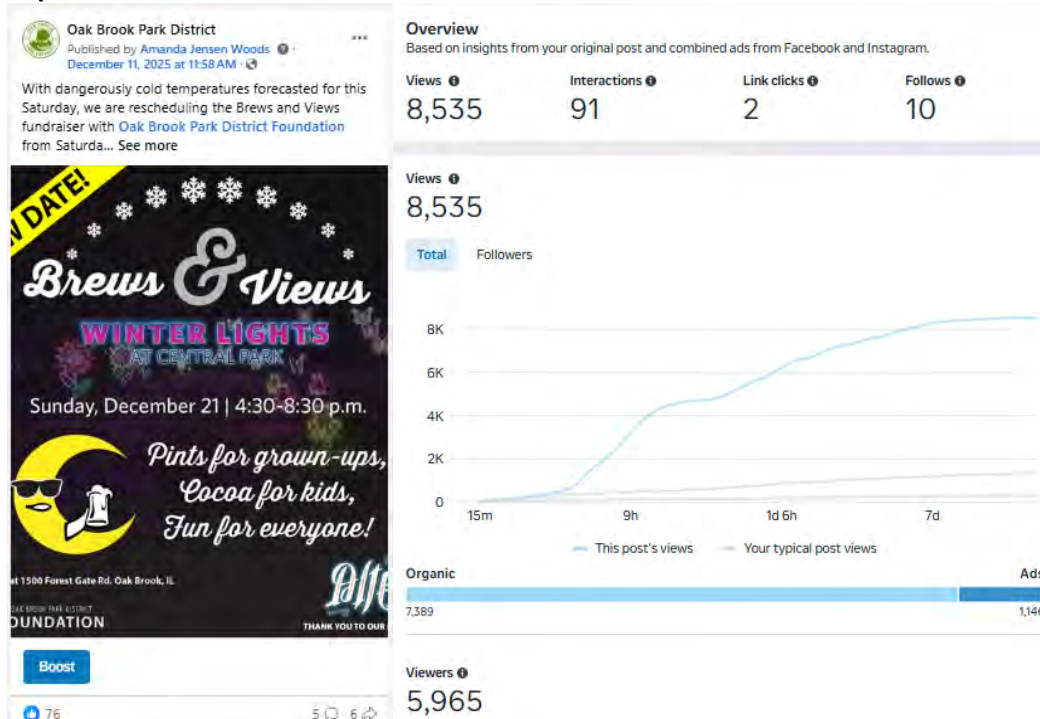 Oak Brook Park District
Published by Amanda Jensen Woods
December 11, 2025 at 11:58 AM
With dangerously cold temperatures forecasted for this
Saturday, we are rescheduling the Brews and Views
fundraiser with Oak Brook Park District Foundation
from Saturda... See more
DATE!
Brews & Views
WINTER LIGHTS
AT CENTRAL PARK
Sunday, December 21 | 4:30-8:30 p.m.
Pints for grown-ups,
Cocoa for kids,
Fun for everyone!
at 1500 Forest Gate Rd. Oak Brook, IL
OAK BROOK PARK DISTRICT
OUNDATION
THANK YOU TO OUR
Boost
76
5
6
Overview
Based on insights from your original post and combined ads from Facebook and Instagram.
Views Interactions Link clicks Follows
8,535 91 2 10
Views
8,535
Total Followers
8K
6K
4K
2K
0
15m 9h 1d 6h 7d
This post's views Your typical post views
Organic Ads
7,389 1,146
Viewers
5,965